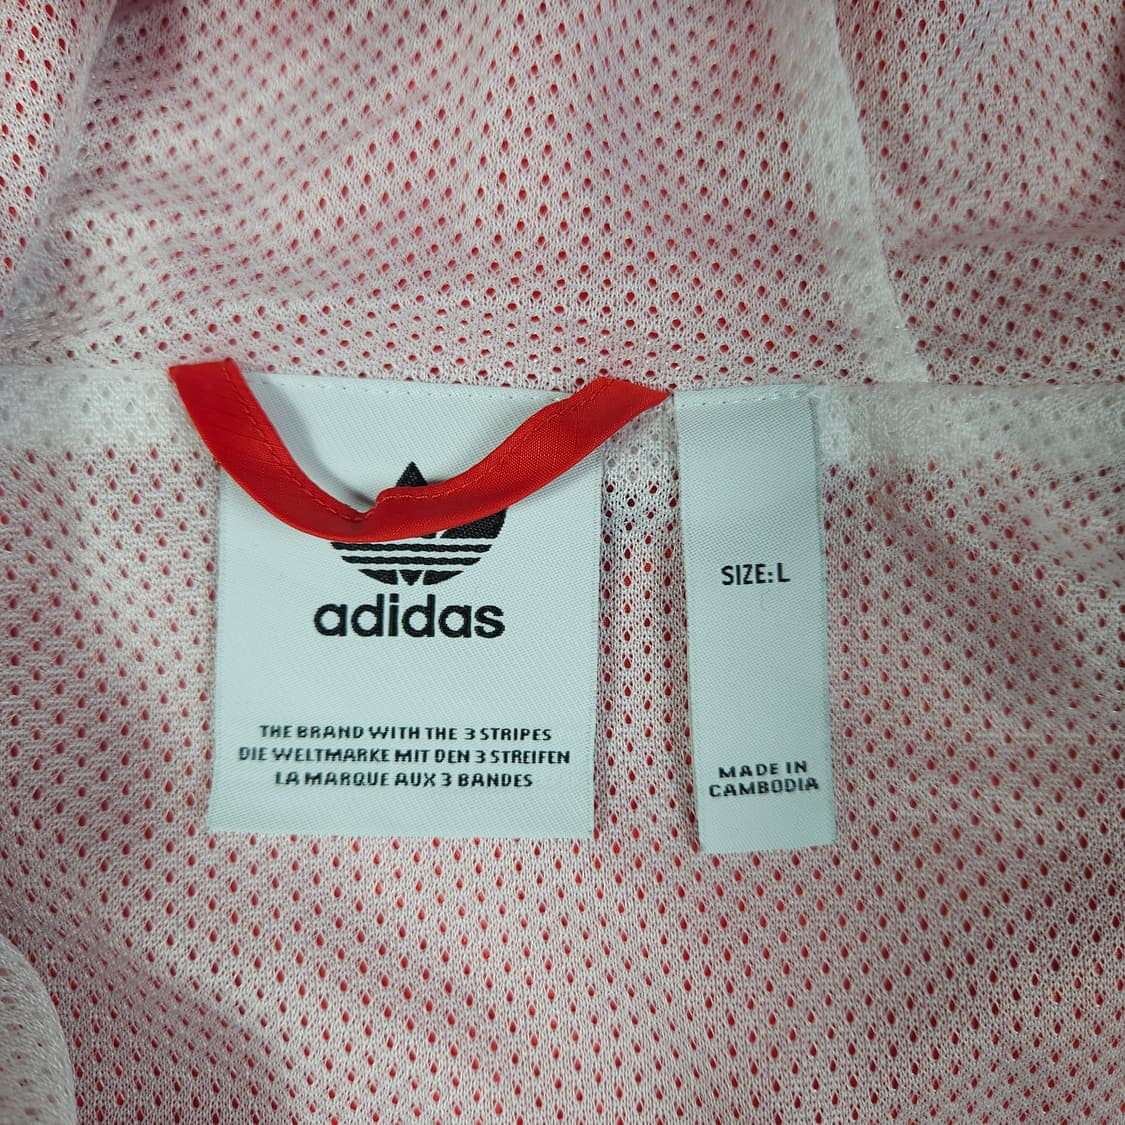 adidas
THE BRAND WITH THE 3 STRIPES
DIE WELTMARKE MIT DEN 3 STREIFEN
LA MARQUE AUX 3 BANDES
SIZE: L
MADE IN
CAMBODIA